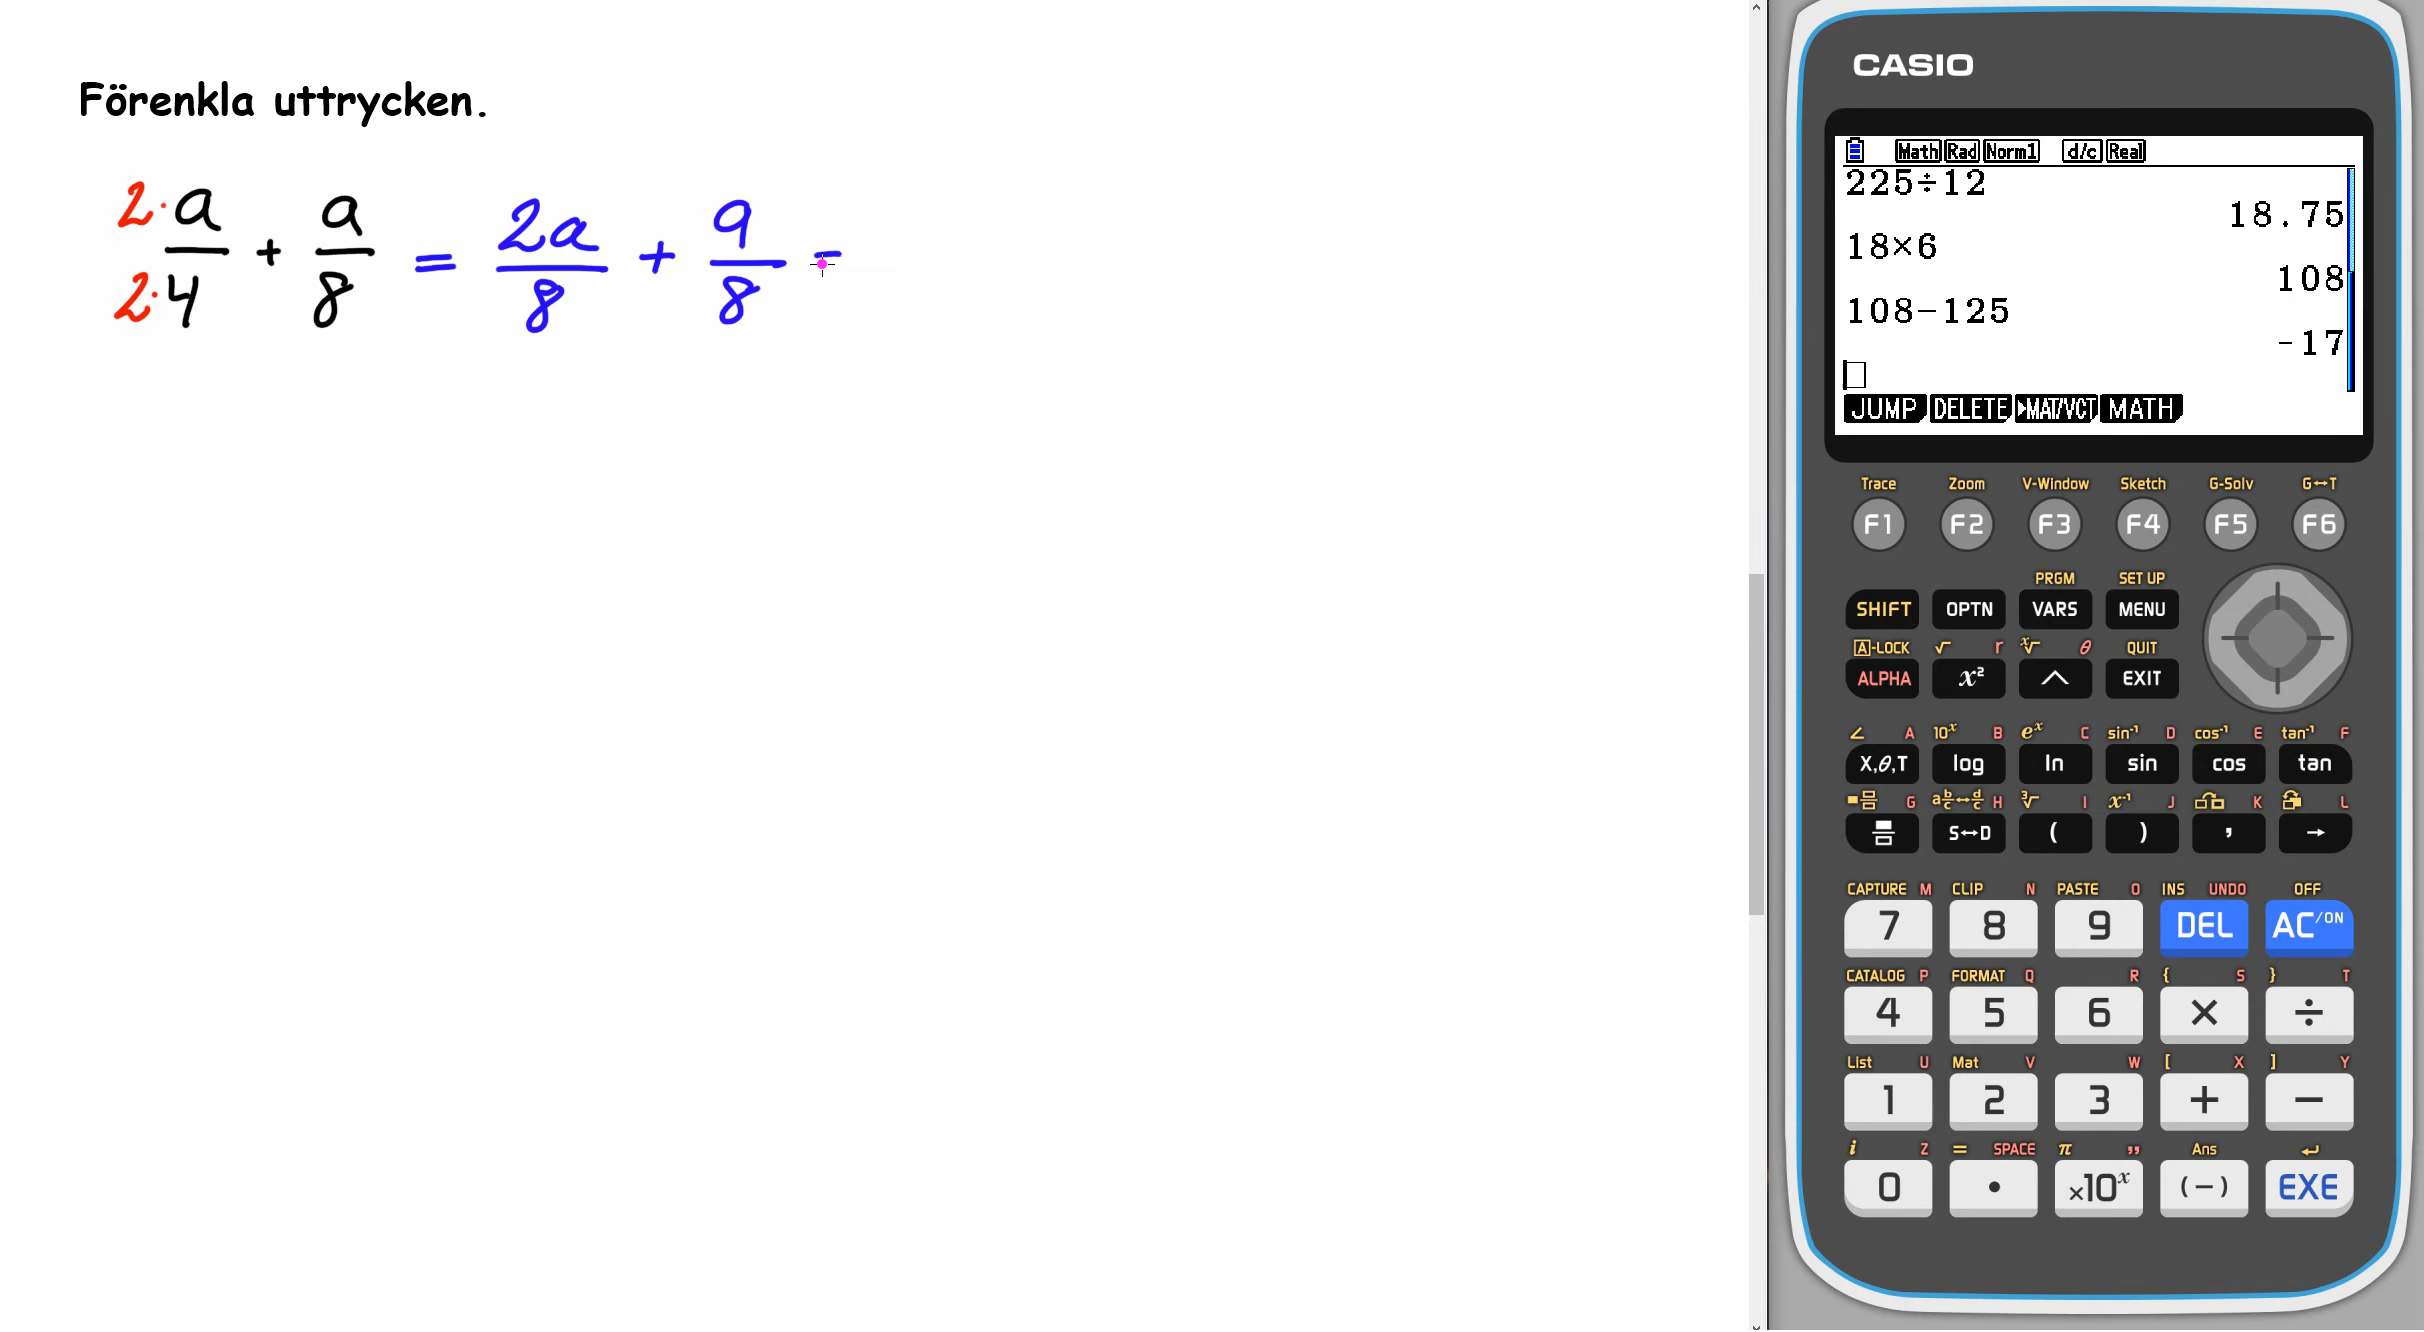 Förenkla uttrycken.
2·a/2·4 + a/8 = 2a/8 + a/8 =
CASIO
Math Rad Norm1 d/c Real
225÷12
18.75
18×6
108
108−125
-17
JUMP DELETE ▸MAT/VCT MATH
Trace Zoom V-Window Sketch G-Solv G↔T
F1 F2 F3 F4 F5 F6
PRGM SET UP
SHIFT OPTN VARS MENU
A-LOCK √ r ˣ√ θ QUIT
ALPHA x² ^ EXIT
∠ A 10ˣ B eˣ C sin⁻¹ D cos⁻¹ E tan⁻¹ F
X,θ,T log ln sin cos tan
G a b/c↔d/c H ³√ I x⁻¹ J K L
S↔D ( ) , →
CAPTURE M CLIP N PASTE O INS UNDO OFF
7 8 9 DEL AC/ON
CATALOG P FORMAT Q R { S } T
4 5 6 × ÷
List U Mat V W [ X ] Y
1 2 3 + −
i Z = SPACE π " Ans ↵
0 • ×10ˣ (−) EXE